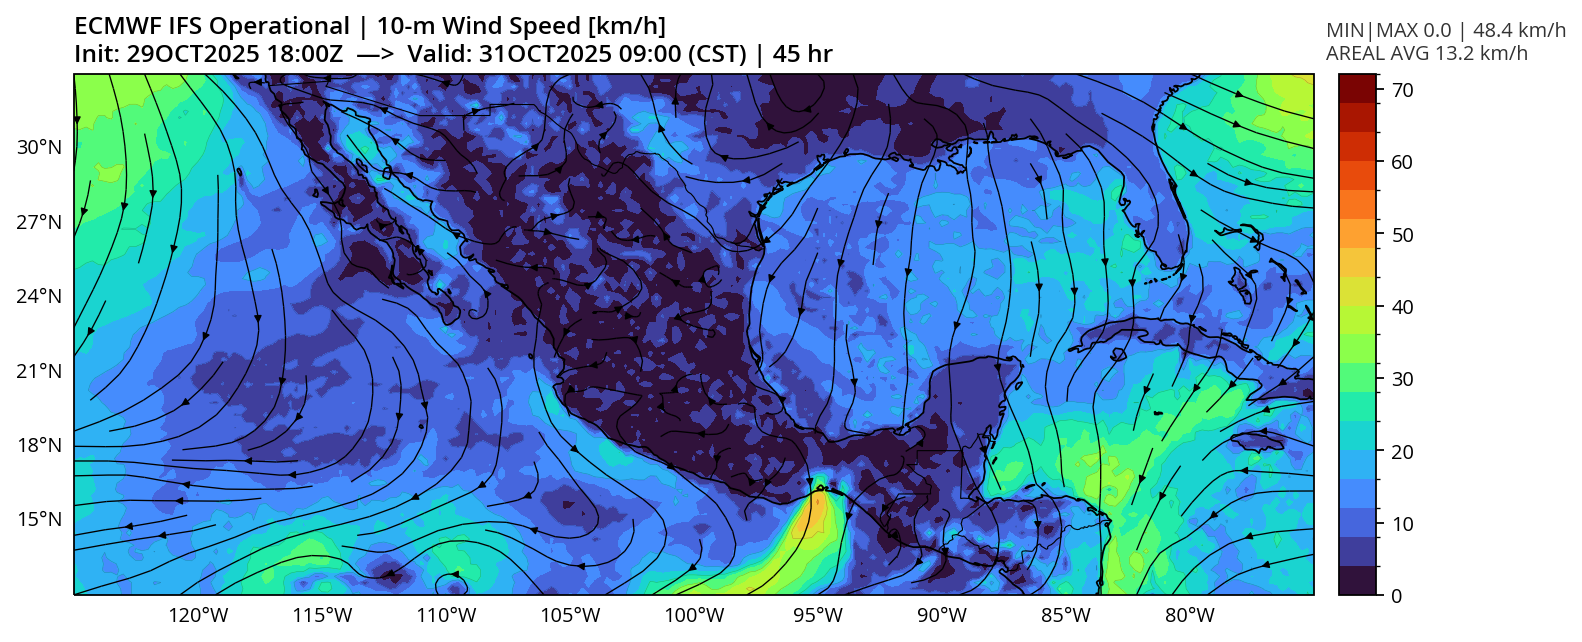 ECMWF IFS Operational | 10-m Wind Speed [km/h]
Init: 29OCT2025 18:00Z —> Valid: 31OCT2025 09:00 (CST) | 45 hr
MIN|MAX 0.0 | 48.4 km/h
AREAL AVG 13.2 km/h
30°N
27°N
24°N
21°N
18°N
15°N
120°W
115°W
110°W
105°W
100°W
95°W
90°W
85°W
80°W
70
60
50
40
30
20
10
0